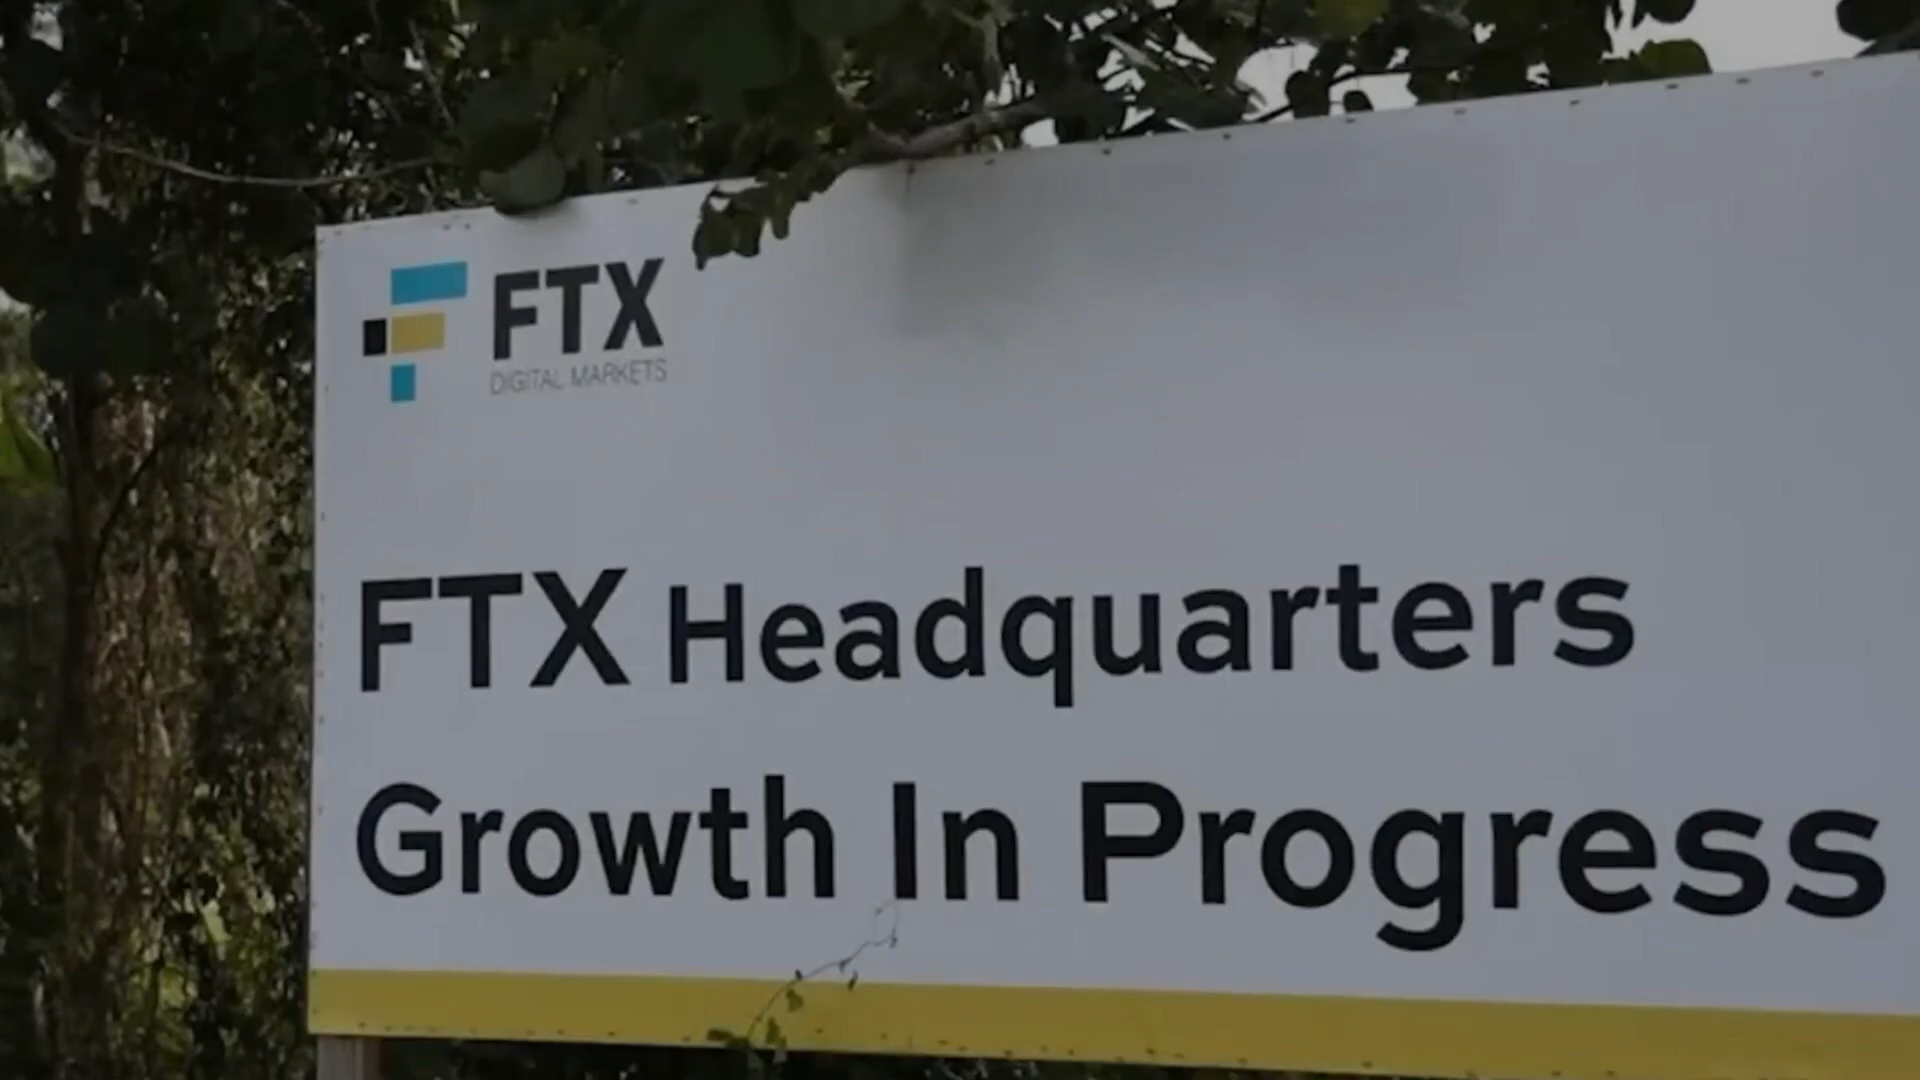 FTX
DIGITAL MARKETS
FTX Headquarters
Growth In Progress